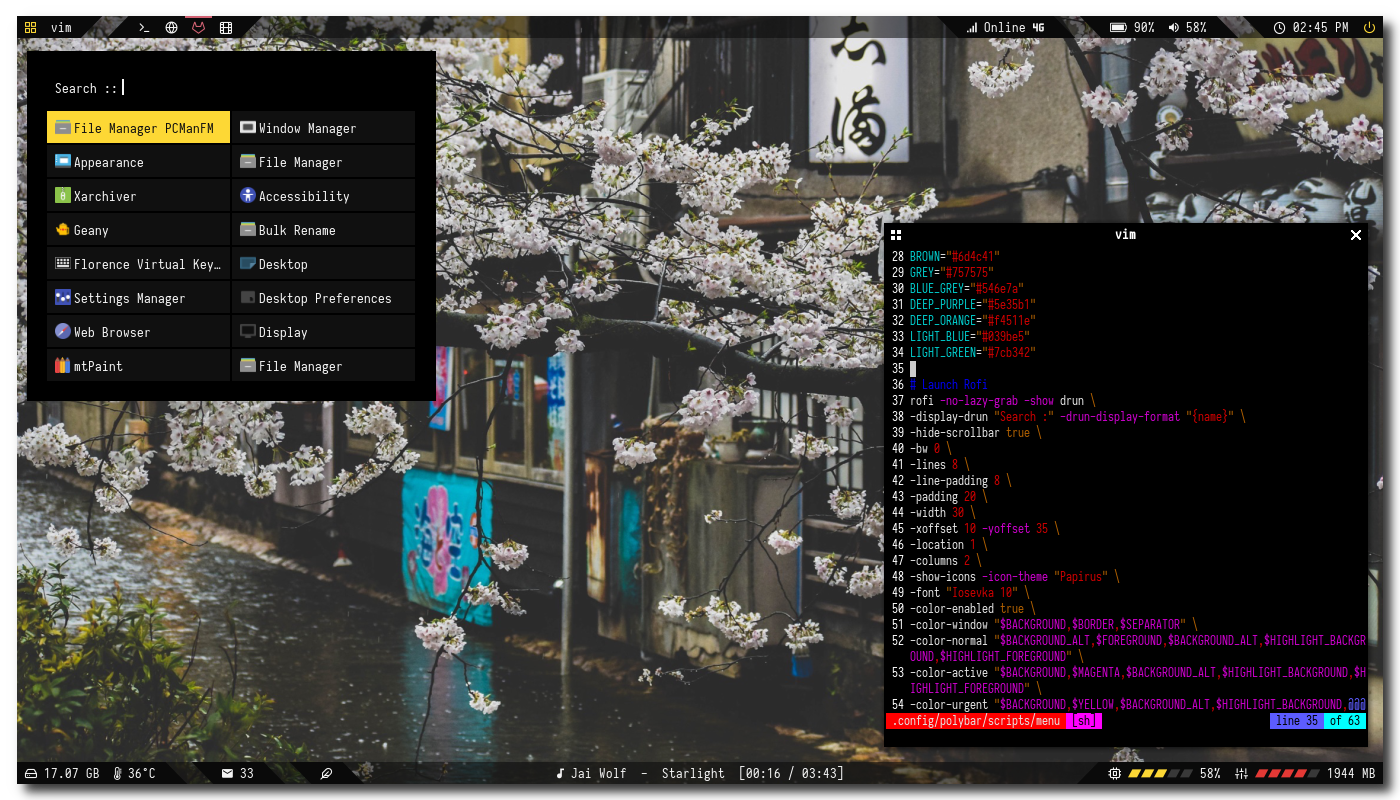 vim
Online 4G
90%
58%
02:45 PM
Search ::
File Manager PCManFM
Window Manager
Appearance
File Manager
Xarchiver
Accessibility
Geany
Bulk Rename
Florence Virtual Key…
Desktop
Settings Manager
Desktop Preferences
Web Browser
Display
mtPaint
File Manager
vim
28 BROWN="#6d4c41"
29 GREY="#757575"
30 BLUE_GREY="#546e7a"
31 DEEP_PURPLE="#5e35b1"
32 DEEP_ORANGE="#f4511e"
33 LIGHT_BLUE="#039be5"
34 LIGHT_GREEN="#7cb342"
35
36 # Launch Rofi
37 rofi -no-lazy-grab -show drun \
38 -display-drun "Search :" -drun-display-format "{name}" \
39 -hide-scrollbar true \
40 -bw 0 \
41 -lines 8 \
42 -line-padding 8 \
43 -padding 20 \
44 -width 30 \
45 -xoffset 10 -yoffset 35 \
46 -location 1 \
47 -columns 2 \
48 -show-icons -icon-theme "Papirus" \
49 -font "Iosevka 10" \
50 -color-enabled true \
51 -color-window "$BACKGROUND,$BORDER,$SEPARATOR" \
52 -color-normal "$BACKGROUND_ALT,$FOREGROUND,$BACKGROUND_ALT,$HIGHLIGHT_BACKGR
OUND,$HIGHLIGHT_FOREGROUND" \
53 -color-active "$BACKGROUND,$MAGENTA,$BACKGROUND_ALT,$HIGHLIGHT_BACKGROUND,$H
IGHLIGHT_FOREGROUND" \
54 -color-urgent "$BACKGROUND,$YELLOW,$BACKGROUND_ALT,$HIGHLIGHT_BACKGROUND,@@@
.config/polybar/scripts/menu [sh]
line 35 of 63
17.07 GB
36°C
33
Jai Wolf - Starlight [00:16 / 03:43]
58%
1944 MB